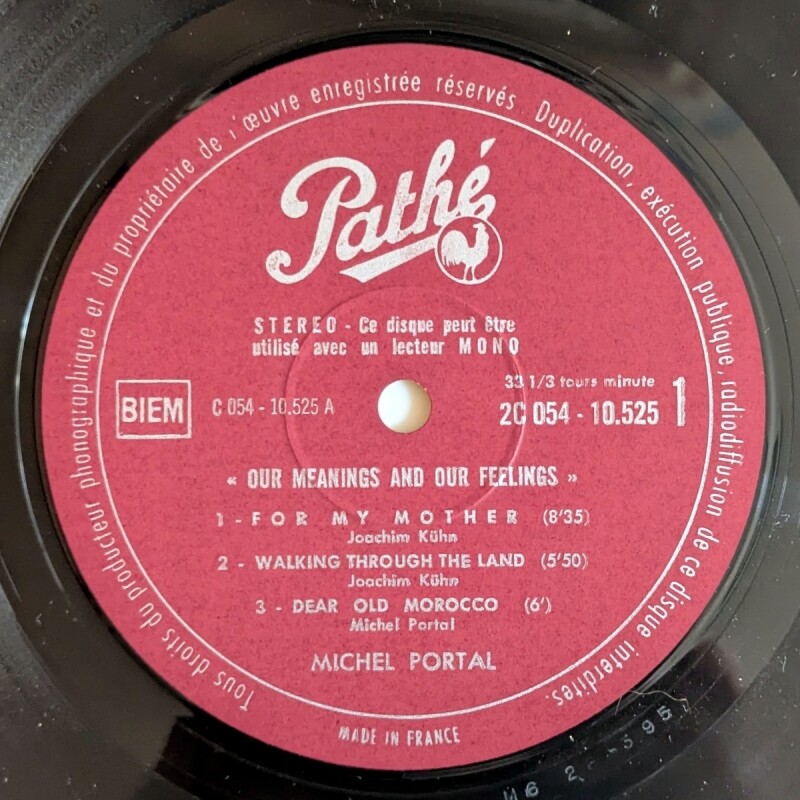 Tous droits du producteur phonographique et du propriétaire de l'œuvre enregistrée réservés. Duplication, exécution publique, radiodiffusion de ce disque interdites.
Pathé
STEREO - Ce disque peut être
utilisé avec un lecteur MONO
BIEM
C 054 - 10.525 A
33 1/3 tours minute
2C 054 - 10.525
1
« OUR MEANINGS AND OUR FEELINGS »
1 - FOR MY MOTHER (8'35)
Joachim Kühn
2 - WALKING THROUGH THE LAND (5'50)
Joachim Kühn
3 - DEAR OLD MOROCCO (6')
Michel Portal
MICHEL PORTAL
MADE IN FRANCE